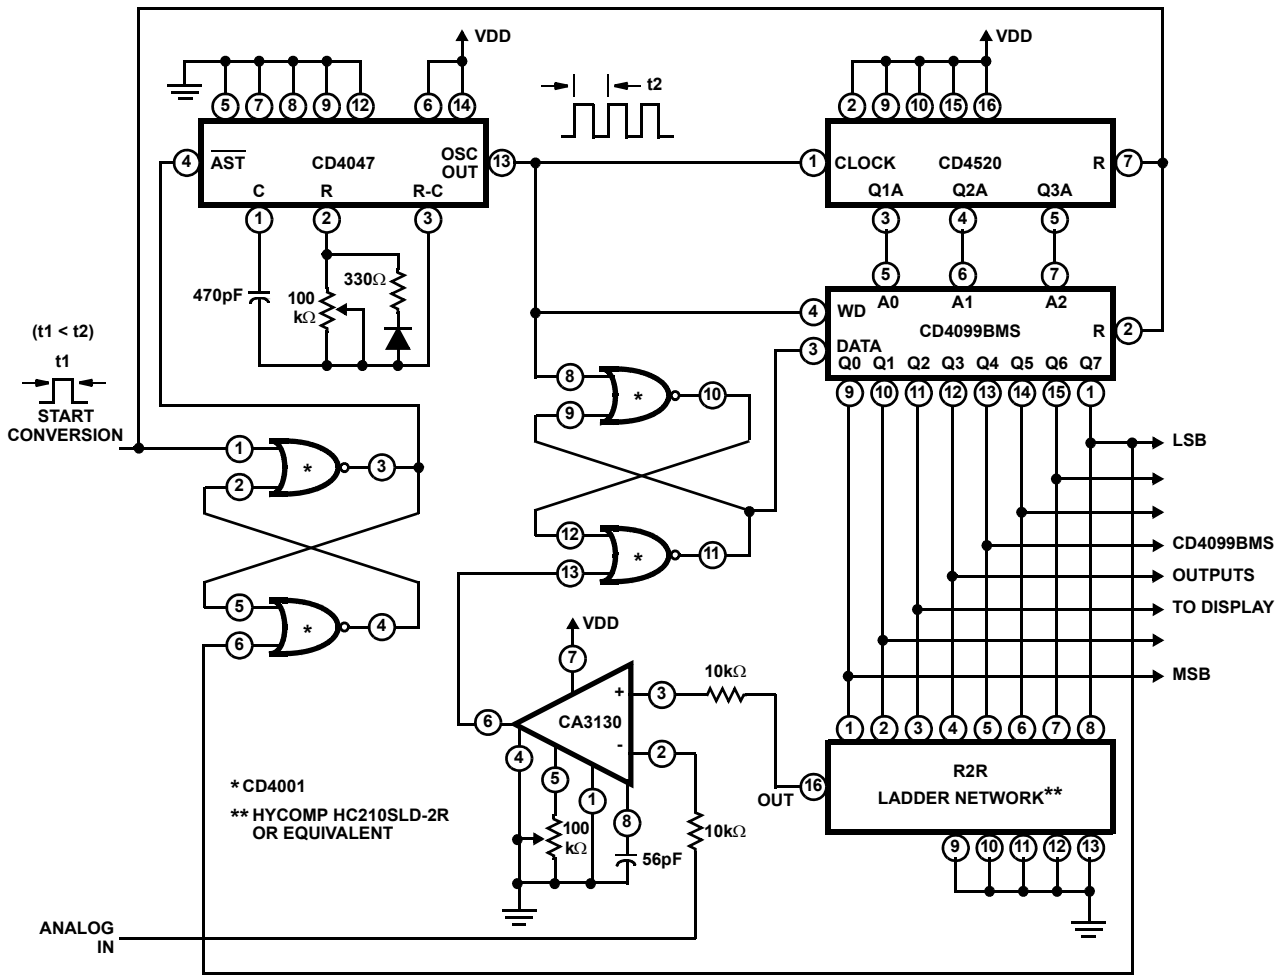 VDD
VDD
t2
5 7 8 9 12 6 14
2 9 10 15 16
4 AST CD4047 OSC OUT 13
1 CLOCK CD4520 R 7
C R R-C
Q1A Q2A Q3A
1 2 3
3 4 5
470pF 100 kΩ 330Ω
5 6 7
A0 A1 A2
4 WD CD4099BMS R 2
3 DATA
Q0 Q1 Q2 Q3 Q4 Q5 Q6 Q7
9 10 11 12 13 14 15 1
(t1 < t2)
t1
START
CONVERSION
8 * 10
9
1 * 3
2
12 * 11
13
5 * 4
6
LSB
CD4099BMS
OUTPUTS
TO DISPLAY
MSB
VDD
7
+ 3 10kΩ
6 CA3130
- 2
4 5 1 8
100
kΩ
56pF
10kΩ
1 2 3 4 5 6 7 8
R2R
LADDER NETWORK**
OUT 16
9 10 11 12 13
* CD4001
** HYCOMP HC210SLD-2R
OR EQUIVALENT
ANALOG
IN